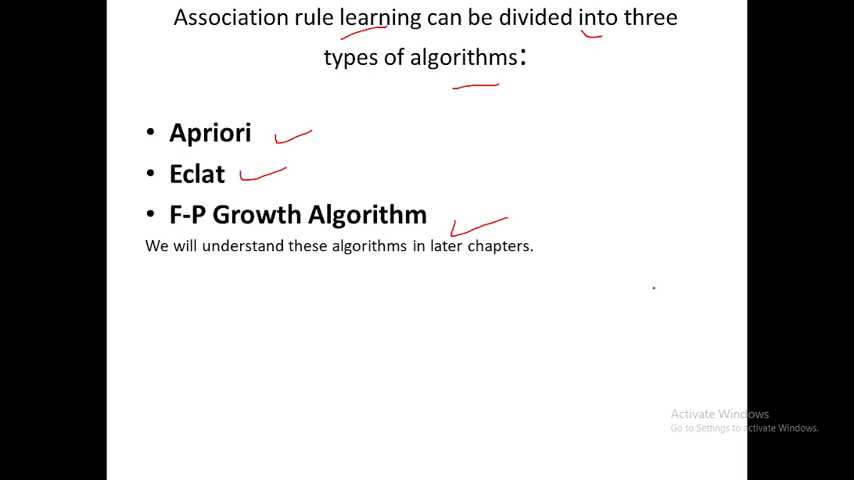 Association rule learning can be divided into three
types of algorithms:
• Apriori
• Eclat
• F-P Growth Algorithm
We will understand these algorithms in later chapters.
Activate Windows
Go to Settings to activate Windows.